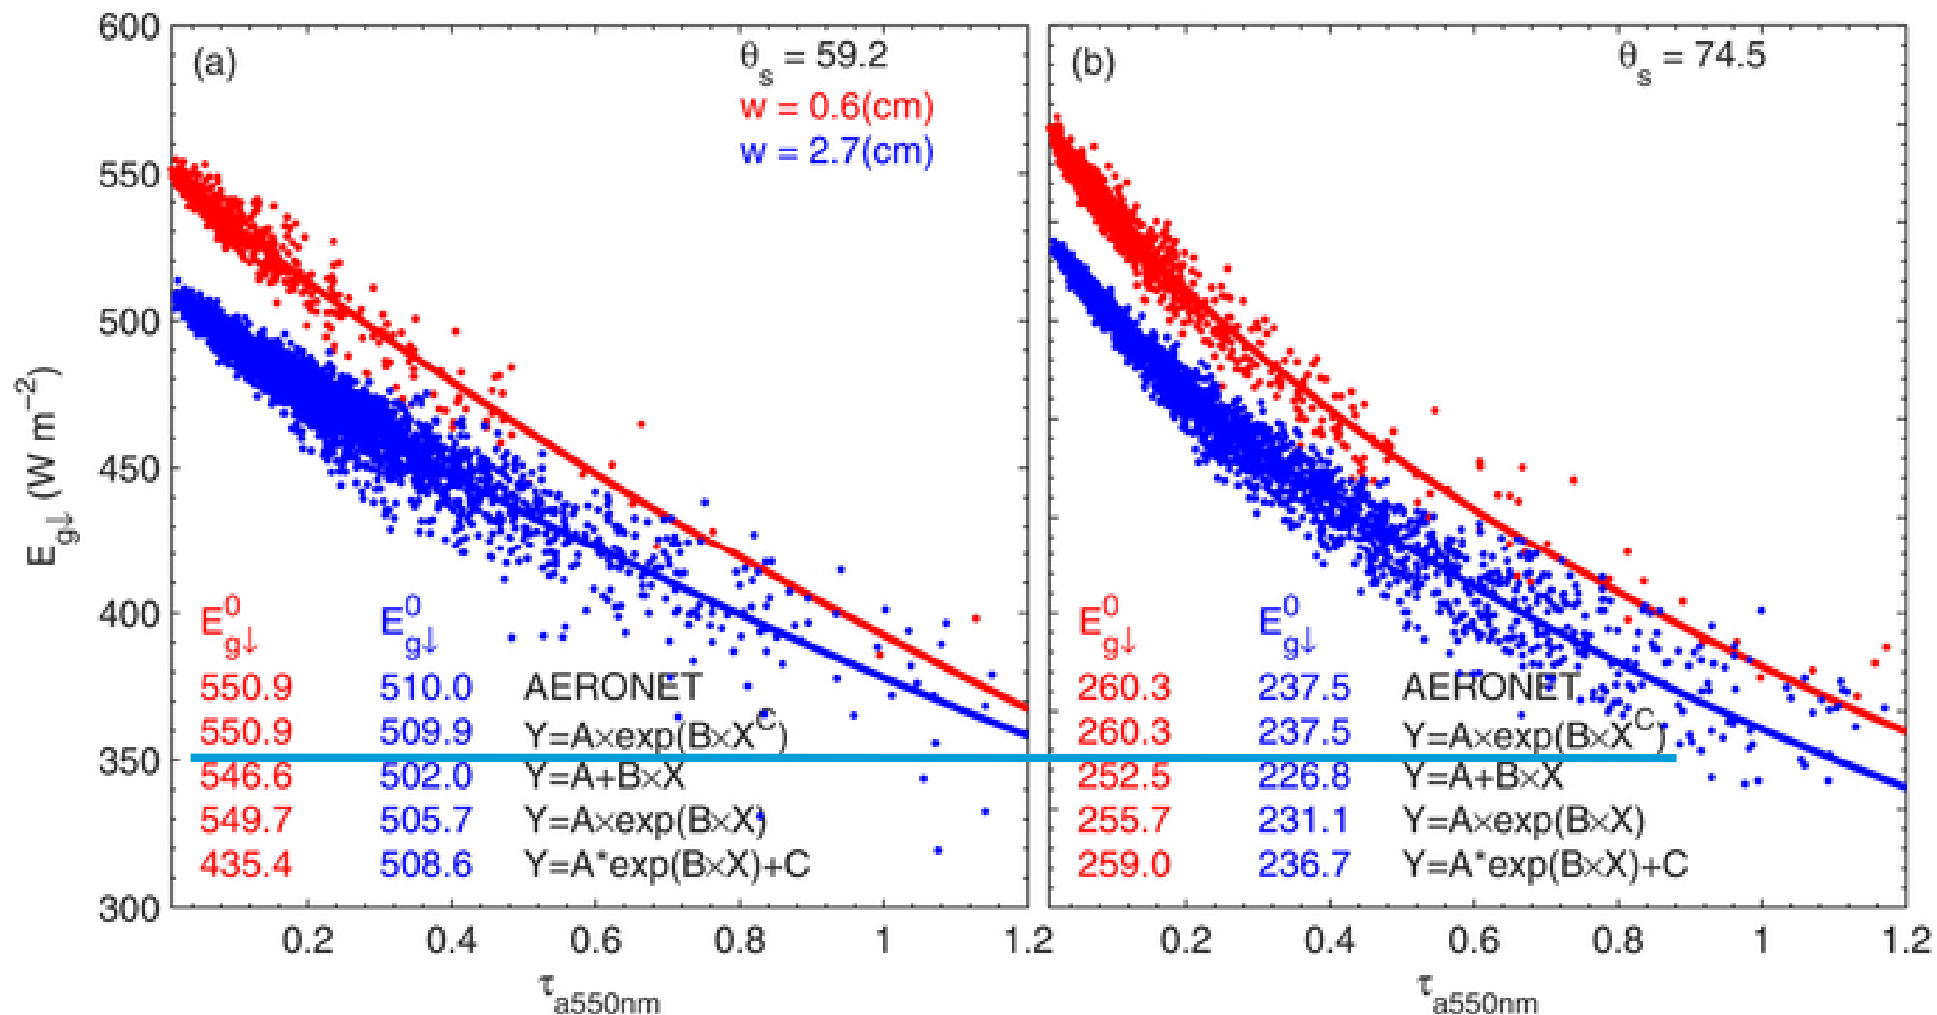 (a)
θs = 59.2
w = 0.6(cm)
w = 2.7(cm)
600
550
500
450
400
350
300
Eg↓ (W m−2)
E0g↓ E0g↓
550.9 510.0 AERONET
550.9 509.9 Y=A×exp(B×XC)
546.6 502.0 Y=A+B×X
549.7 505.7 Y=A×exp(B×X)
435.4 508.6 Y=A*exp(B×X)+C
0.2 0.4 0.6 0.8 1 1.2
τa550nm
(b)
θs = 74.5
E0g↓ E0g↓
260.3 237.5 AERONET
260.3 237.5 Y=A×exp(B×XC)
252.5 226.8 Y=A+B×X
255.7 231.1 Y=A×exp(B×X)
259.0 236.7 Y=A*exp(B×X)+C
0.2 0.4 0.6 0.8 1 1.2
τa550nm